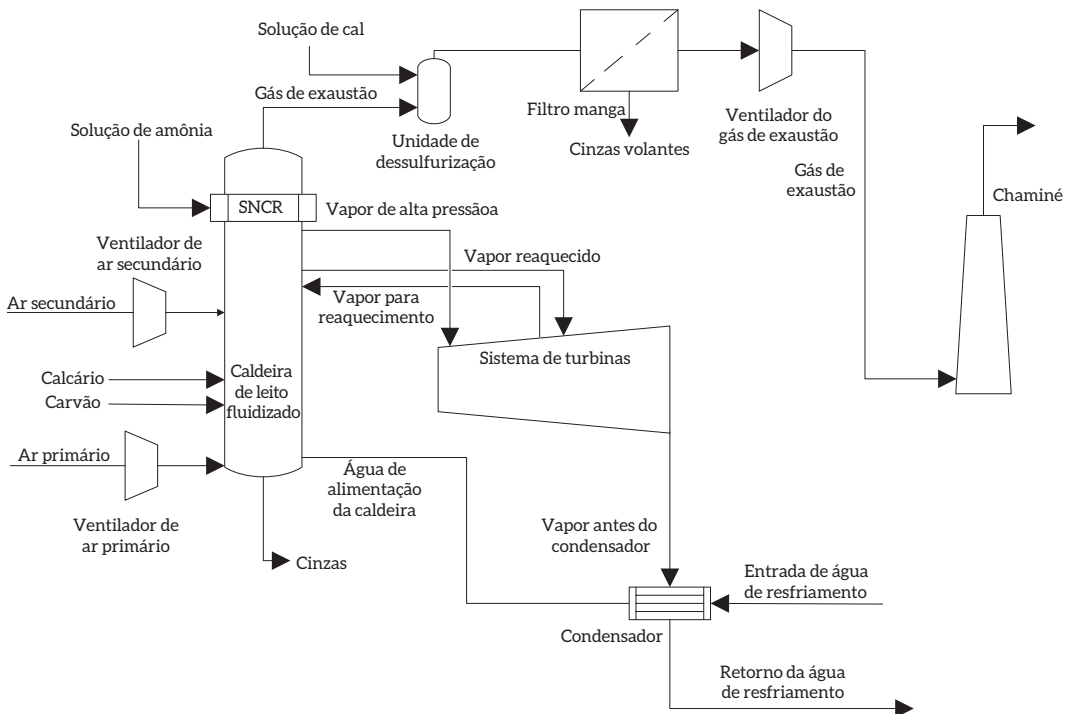 Solução de cal
Gás de exaustão
Solução de amônia
Unidade de
dessulfurização
Filtro manga
Cinzas volantes
Ventilador do
gás de exaustão
Gás de
exaustão
Chaminé
SNCR
Vapor de alta pressãoa
Ventilador de
ar secundário
Vapor reaquecido
Ar secundário
Vapor para
reaquecimento
Sistema de turbinas
Calcário
Carvão
Caldeira
de leito
fluidizado
Ar primário
Água de
alimentação
da caldeira
Ventilador de
ar primário
Cinzas
Vapor antes do
condensador
Entrada de água
de resfriamento
Condensador
Retorno da água
de resfriamento